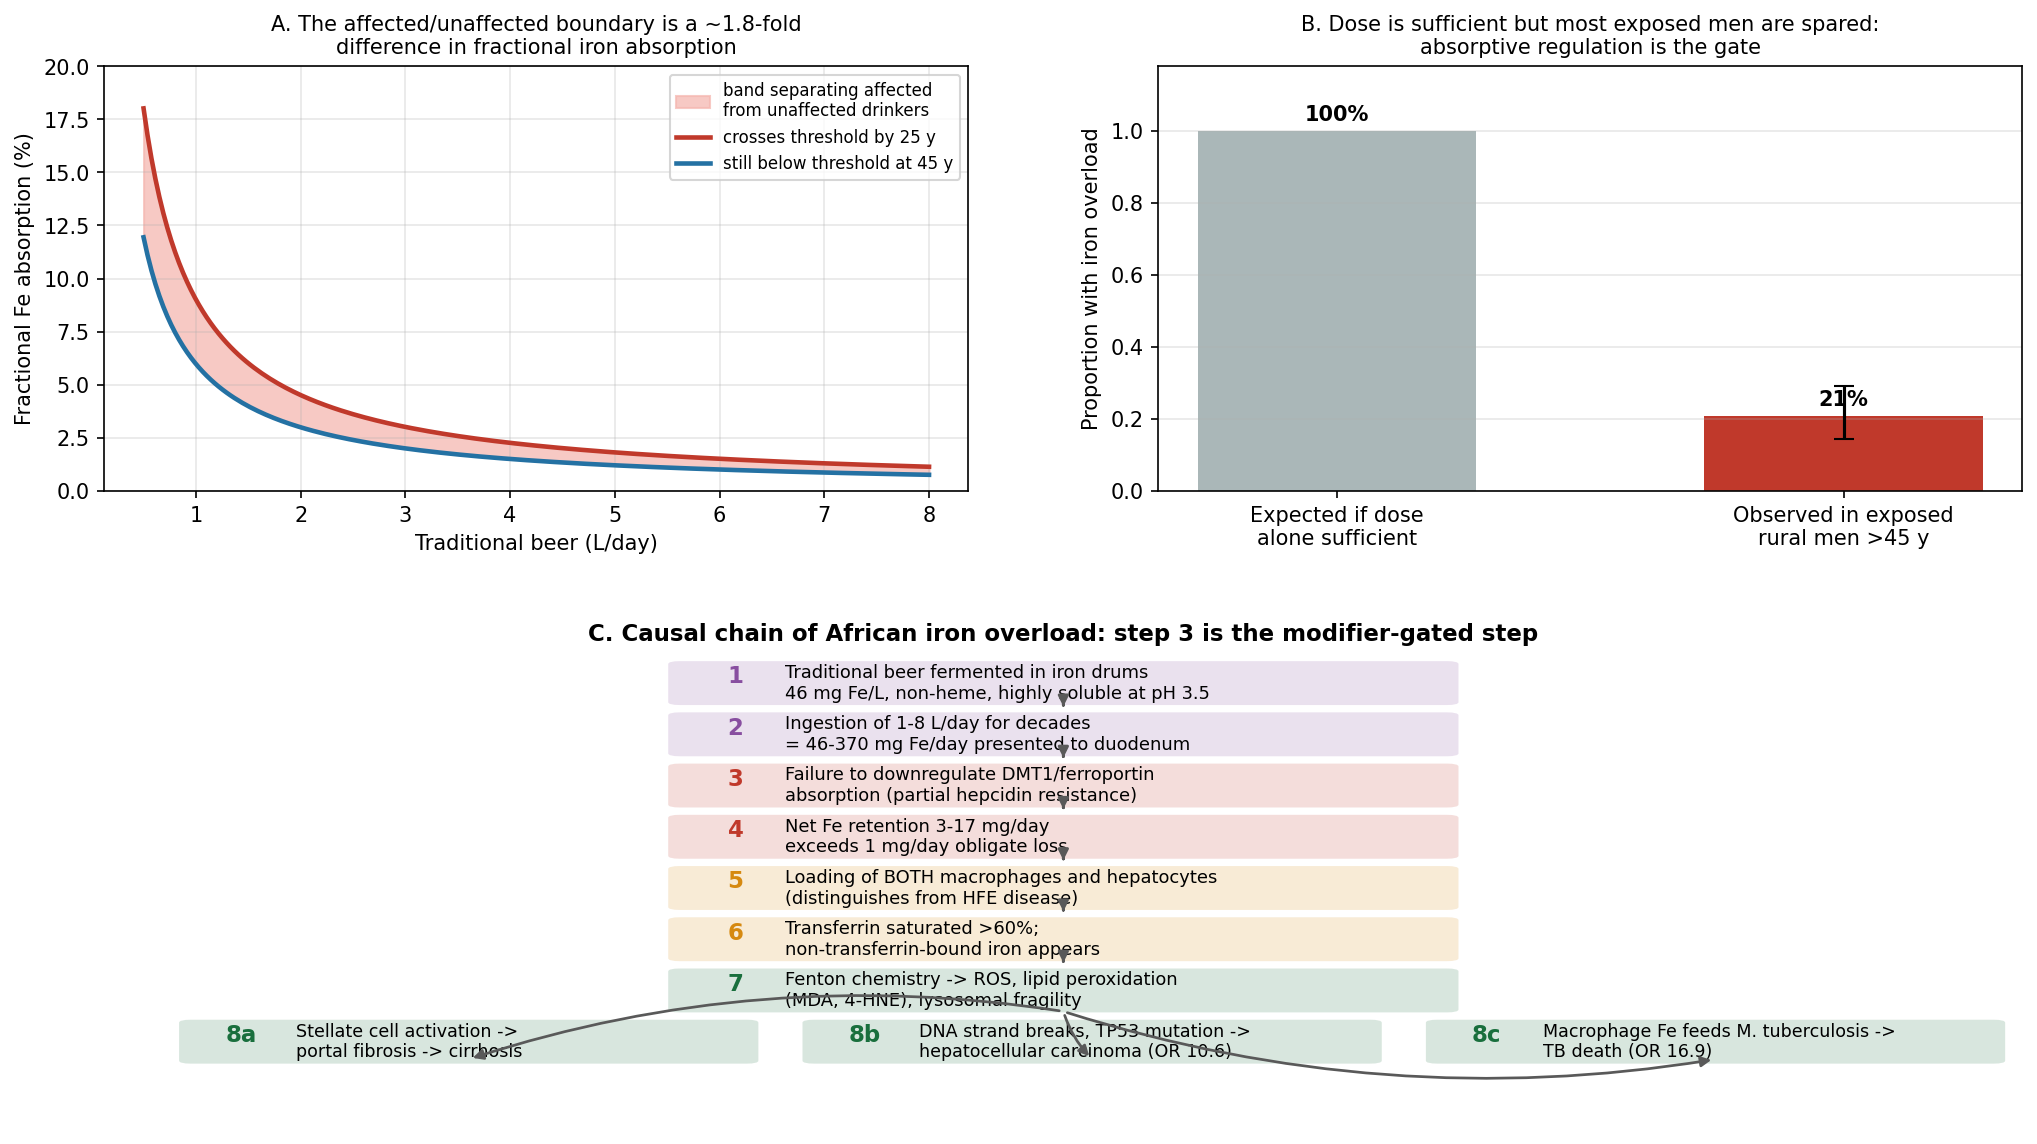 A. The affected/unaffected boundary is a ~1.8-fold
difference in fractional iron absorption
20.0
17.5
15.0
12.5
10.0
7.5
5.0
2.5
0.0
Fractional Fe absorption (%)
band separating affected
from unaffected drinkers
crosses threshold by 25 y
still below threshold at 45 y
1 2 3 4 5 6 7 8
Traditional beer (L/day)
B. Dose is sufficient but most exposed men are spared:
absorptive regulation is the gate
1.0
0.8
0.6
0.4
0.2
0.0
Proportion with iron overload
100%
21%
Expected if dose
alone sufficient
Observed in exposed
rural men >45 y
C. Causal chain of African iron overload: step 3 is the modifier-gated step
1 Traditional beer fermented in iron drums
46 mg Fe/L, non-heme, highly soluble at pH 3.5
2 Ingestion of 1-8 L/day for decades
= 46-370 mg Fe/day presented to duodenum
3 Failure to downregulate DMT1/ferroportin
absorption (partial hepcidin resistance)
4 Net Fe retention 3-17 mg/day
exceeds 1 mg/day obligate loss
5 Loading of BOTH macrophages and hepatocytes
(distinguishes from HFE disease)
6 Transferrin saturated >60%;
non-transferrin-bound iron appears
7 Fenton chemistry -> ROS, lipid peroxidation
(MDA, 4-HNE), lysosomal fragility
8a Stellate cell activation ->
portal fibrosis -> cirrhosis
8b DNA strand breaks, TP53 mutation ->
hepatocellular carcinoma (OR 10.6)
8c Macrophage Fe feeds M. tuberculosis ->
TB death (OR 16.9)